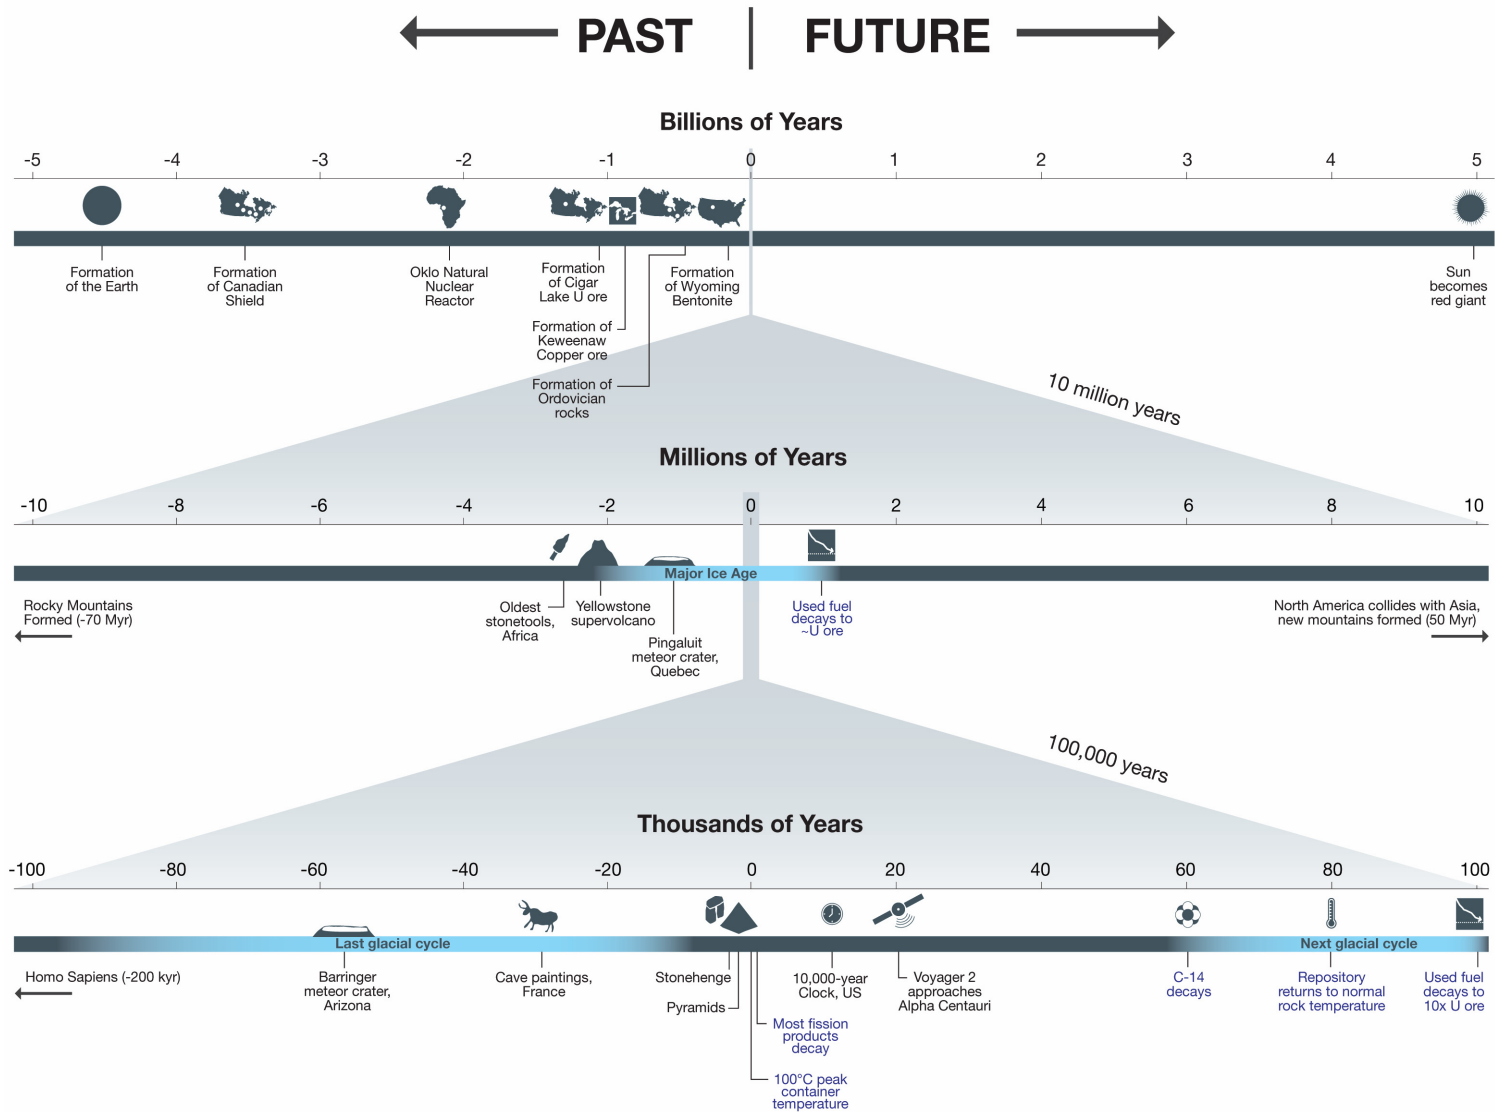 PAST
FUTURE
Billions of Years
-5 -4 -3 -2 -1 0 1 2 3 4 5
Formation
of the Earth
Formation
of Canadian
Shield
Oklo Natural
Nuclear
Reactor
Formation
of Cigar
Lake U ore
Formation of
Keweenaw
Copper ore
Formation of
Ordovician
rocks
Formation
of Wyoming
Bentonite
Sun
becomes
red giant
10 million years
Millions of Years
-10 -8 -6 -4 -2 0 2 4 6 8 10
Major Ice Age
Rocky Mountains
Formed (-70 Myr)
Oldest
stonetools,
Africa
Yellowstone
supervolcano
Pingaluit
meteor crater,
Quebec
Used fuel
decays to
~U ore
North America collides with Asia,
new mountains formed (50 Myr)
100,000 years
Thousands of Years
-100 -80 -60 -40 -20 0 20 40 60 80 100
Last glacial cycle
Next glacial cycle
Homo Sapiens (-200 kyr)
Barringer
meteor crater,
Arizona
Cave paintings,
France
Stonehenge
Pyramids
Most fission
products
decay
100°C peak
container
temperature
10,000-year
Clock, US
Voyager 2
approaches
Alpha Centauri
C-14
decays
Repository
returns to normal
rock temperature
Used fuel
decays to
10x U ore